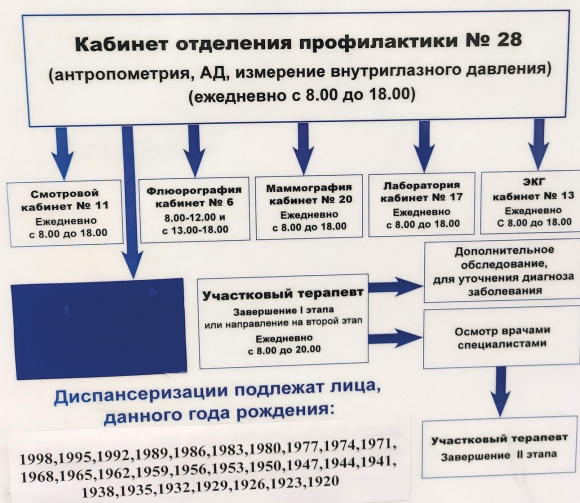 Кабинет отделения профилактики № 28
(антропометрия, АД, измерение внутриглазного давления)
(ежедневно с 8.00 до 18.00)
Смотровой
кабинет № 11
Ежедневно
с 8.00 до 18.00
Флюорография
кабинет № 6
8.00-12.00 и
с 13.00-18.00
Маммография
кабинет № 20
Ежедневно
с 8.00 до 18.00
Лаборатория
кабинет № 17
Ежедневно
с 8.00 до 18.00
ЭКГ
кабинет № 13
Ежедневно
С 8.00 до 18.00
Участковый терапевт
Завершение I этапа
или направление на второй этап
Ежедневно
с 8.00 до 20.00
Дополнительное
обследование,
для уточнения диагноза
заболевания
Осмотр врачами
специалистами
Участковый терапевт
Завершение II этапа
Диспансеризации подлежат лица,
данного года рождения:
1998,1995,1992,1989,1986,1983,1980,1977,1974,1971,
1968,1965,1962,1959,1956,1953,1950,1947,1944,1941,
1938,1935,1932,1929,1926,1923,1920